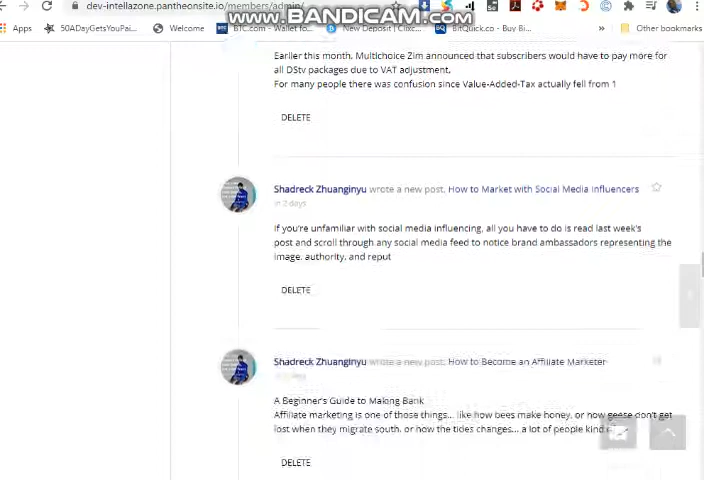 dev-intellazone.pantheonsite.io/members/admin/
WWW.BANDICAM.COM
Apps
50ADayGetsYouPai...
Welcome
BTC.com - Wallet fo...
New Deposit | Clixc...
BitQuick.co - Buy Bi...
»
Other bookmarks
Earlier this month, Multichoice Zim announced that subscribers would have to pay more for
all DStv packages due to VAT adjustment.
For many people there was confusion since Value-Added-Tax actually fell from 1
DELETE
Shadreck Zhuanginyu wrote a new post, How to Market with Social Media Influencers
in 2 days
If you're unfamiliar with social media influencing, all you have to do is read last week's
post and scroll through any social media feed to notice brand ambassadors representing the
image, authority, and reput
DELETE
Shadreck Zhuanginyu wrote a new post, How to Become an Affiliate Marketer
A Beginner's Guide to Making Bank
Affiliate marketing is one of those things... like how bees make honey, or how geese don't get
lost when they migrate south, or how the tides changes... a lot of people kind
DELETE